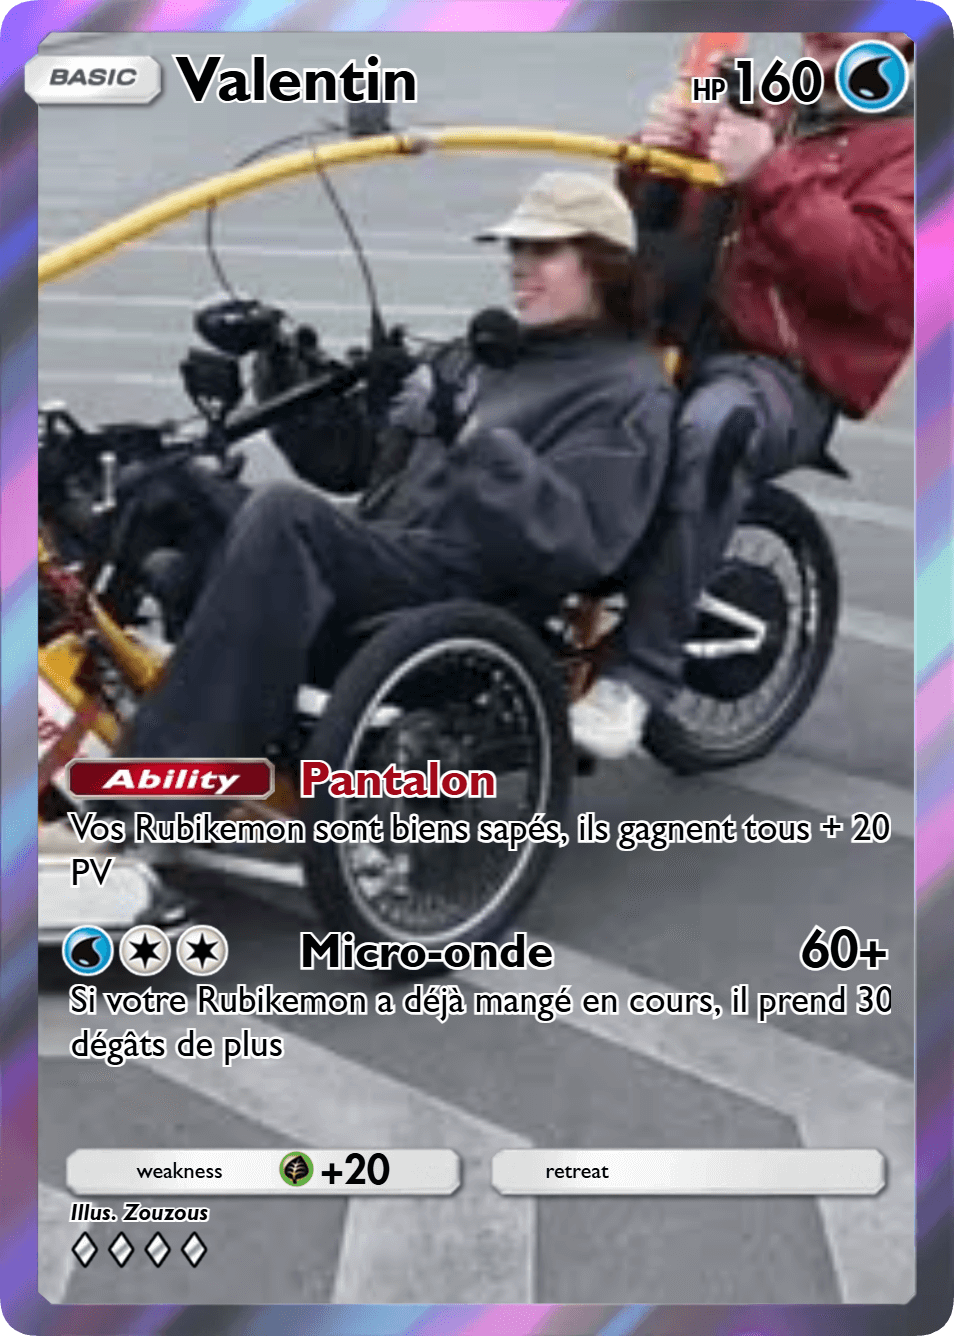 BASIC Valentin HP 160
Ability Pantalon
Vos Rubikemon sont biens sapés, ils gagnent tous + 20
PV
Micro-onde 60+
Si votre Rubikemon a déjà mangé en cours, il prend 30
dégâts de plus
weakness +20 retreat
Illus. Zouzous